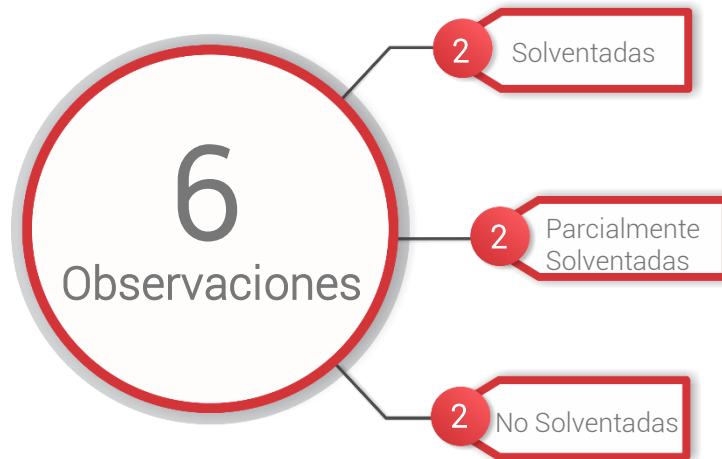 6
Observaciones
2
Solventadas
2
Parcialmente
Solventadas
2
No Solventadas